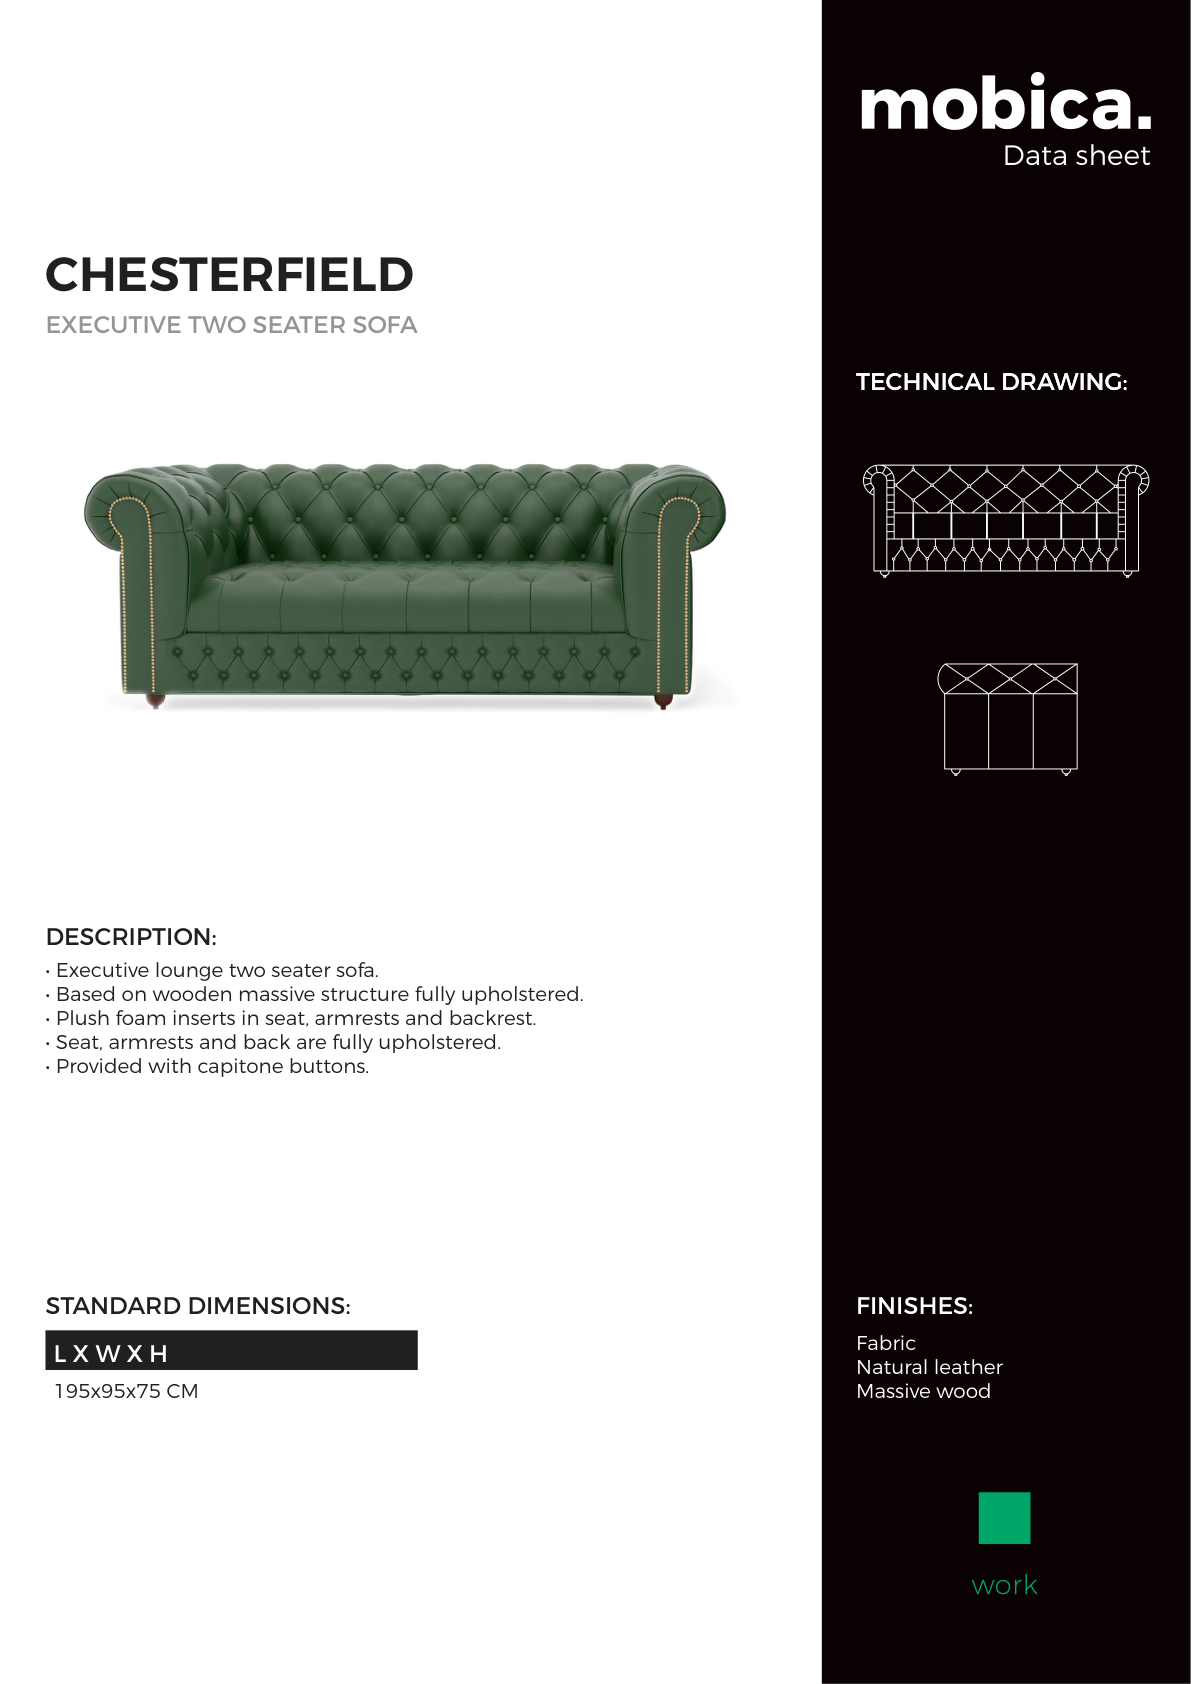 mobica.
Data sheet
CHESTERFIELD
EXECUTIVE TWO SEATER SOFA
TECHNICAL DRAWING:
DESCRIPTION:
• Executive lounge two seater sofa.
• Based on wooden massive structure fully upholstered.
• Plush foam inserts in seat, armrests and backrest.
• Seat, armrests and back are fully upholstered.
• Provided with capitone buttons.
STANDARD DIMENSIONS:
L X W X H
195x95x75 CM
FINISHES:
Fabric
Natural leather
Massive wood
work